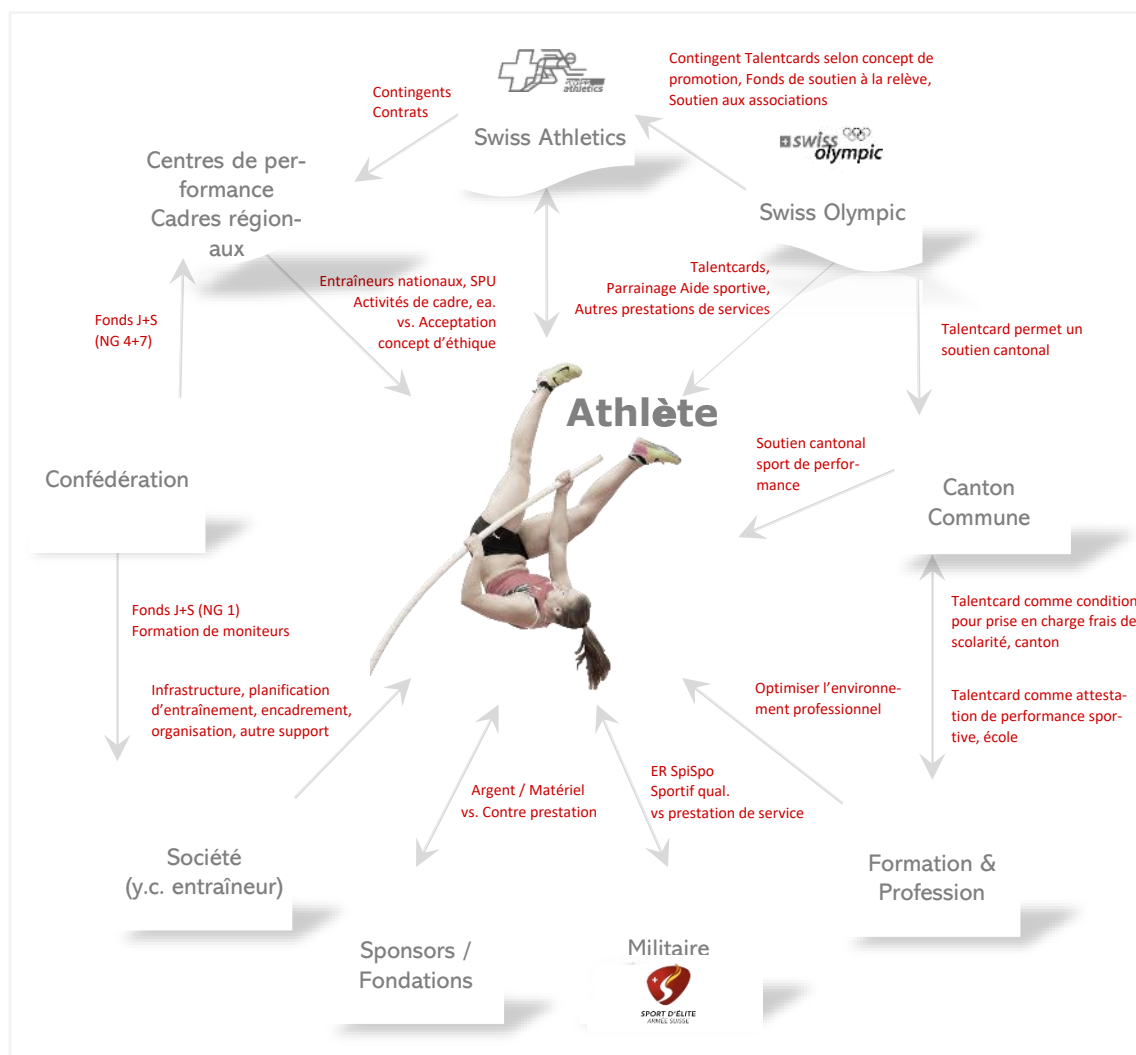 Contingent Talentcards selon concept de
promotion, Fonds de soutien à la relève,
Soutien aux associations
swiss
athletics
Contingents
Contrats
Swiss Athletics
swiss
olympic
Centres de per-
formance
Cadres région-
aux
Swiss Olympic
Entraîneurs nationaux, SPU
Activités de cadre, ea.
vs. Acceptation
concept d'éthique
Talentcards,
Parrainage Aide sportive,
Autres prestations de services
Fonds J+S
(NG 4+7)
Talentcard permet un
soutien cantonal
Athlète
Soutien cantonal
sport de perfor-
mance
Confédération
Canton
Commune
Fonds J+S (NG 1)
Formation de moniteurs
Talentcard comme condition
pour prise en charge frais de
scolarité, canton
Infrastructure, planification
d'entraînement, encadrement,
organisation, autre support
Optimiser l'environne-
ment professionnel
Talentcard comme attesta-
tion de performance spor-
tive, école
Argent / Matériel
vs. Contre prestation
ER SpiSpo
Sportif qual.
vs prestation de service
Société
(y.c. entraîneur)
Formation &
Profession
Sponsors /
Fondations
Militaire
SPORT D'ÉLITE
ARMÉE SUISSE